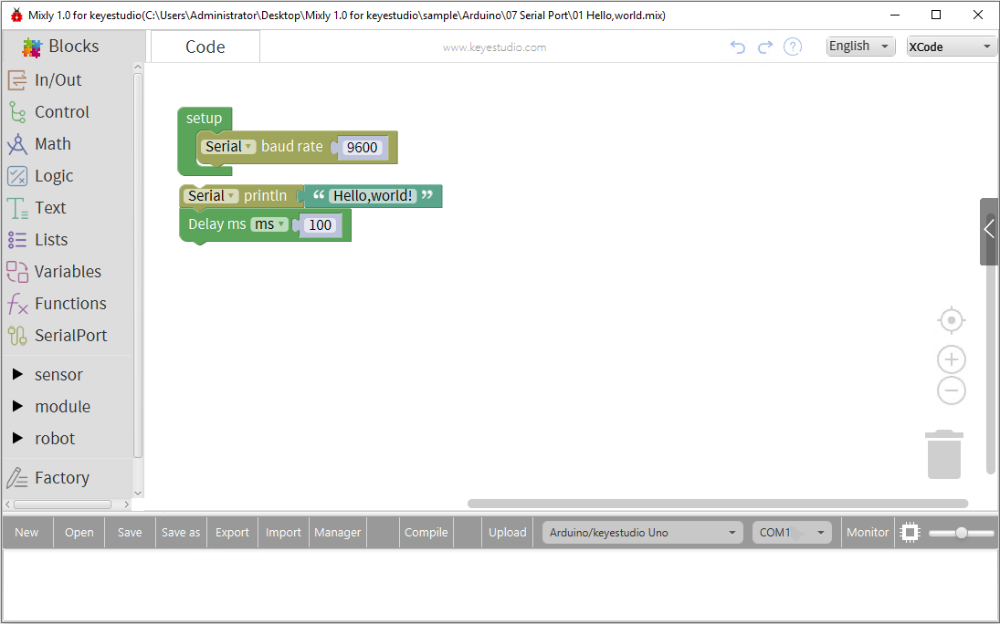 Mixly 1.0 for keyestudio(C:\Users\Administrator\Desktop\Mixly 1.0 for keyestudio\sample\Arduino\07 Serial Port\01 Hello,world.mix)
Blocks
Code
www.keyestudio.com
?
English
XCode
In/Out
Control
Math
Logic
Text
Lists
Variables
Functions
SerialPort
sensor
module
robot
Factory
setup
Serial baud rate 9600
Serial println “ Hello,world! ”
Delay ms ms 100
New Open Save Save as Export Import Manager Compile Upload Arduino/keyestudio Uno COM1 Monitor